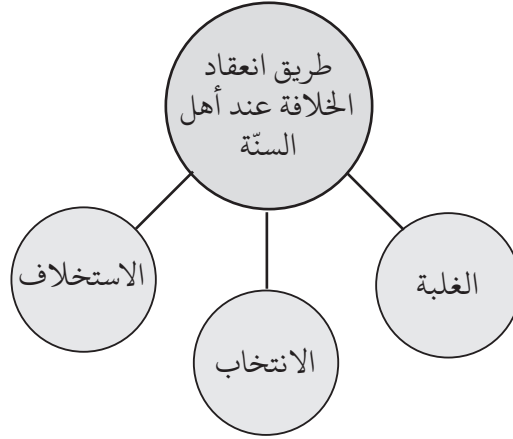 طريق انعقاد
الخلافة عند أهل
السنّة
الغلبة
الانتخاب
الاستخلاف